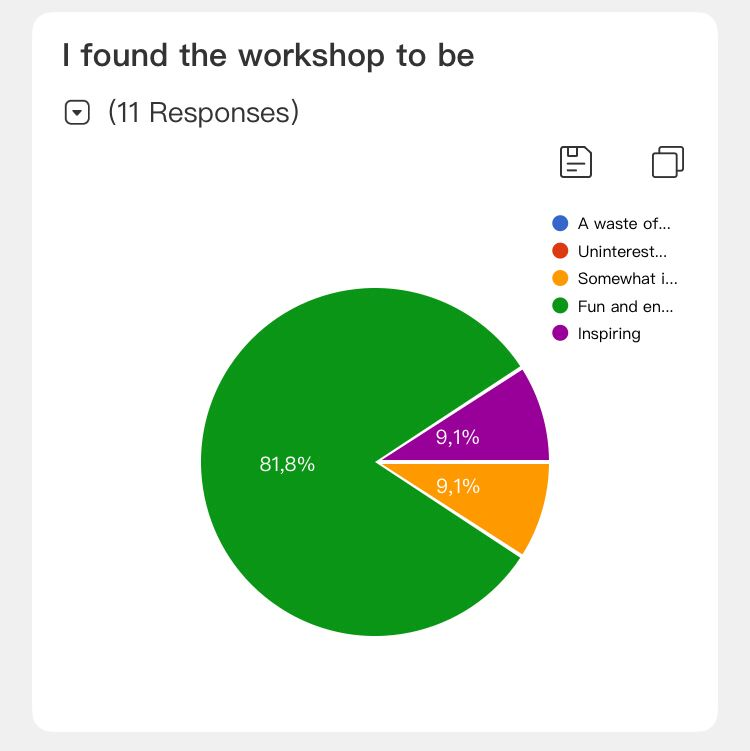 I found the workshop to be
(11 Responses)
A waste of...
Uninterest...
Somewhat i...
Fun and en...
Inspiring
9,1%
81,8%
9,1%